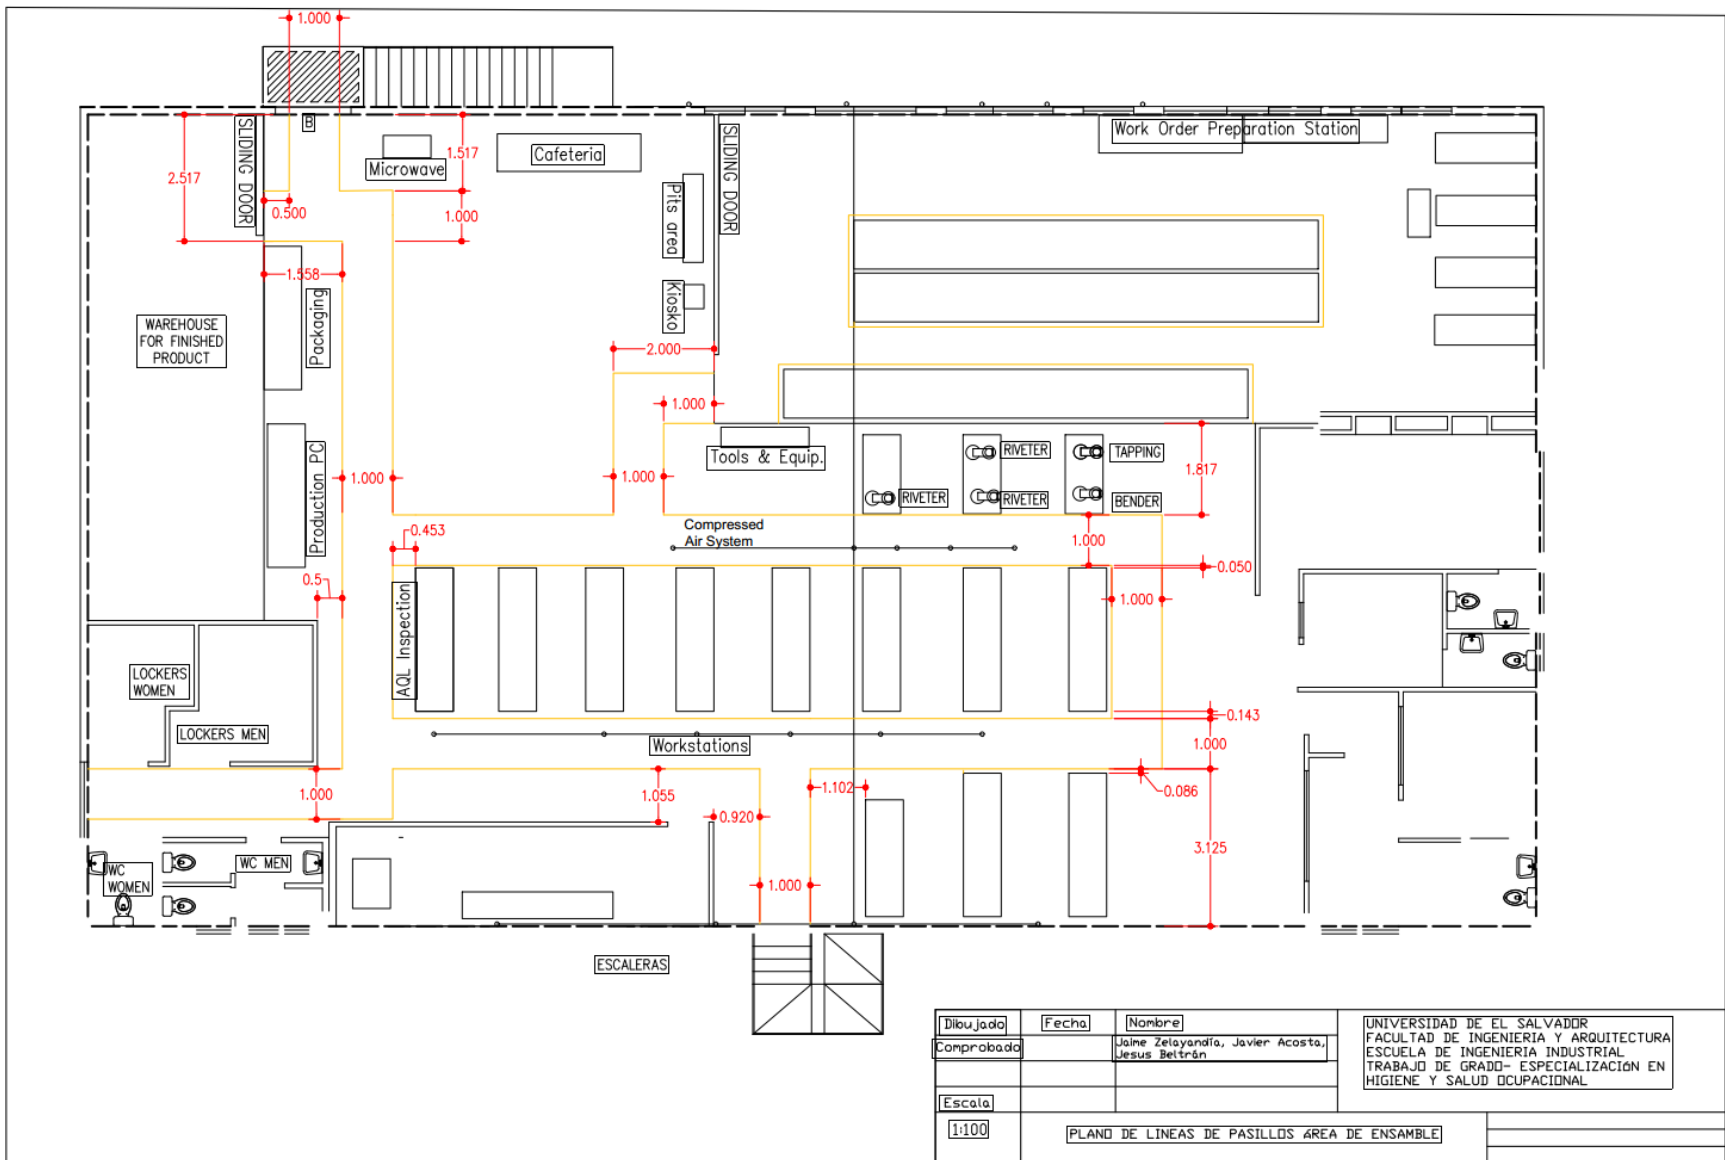 1.000
B
SLIDING DOOR
Microwave
1.517
Cafeteria
SLIDING DOOR
Work Order Preparation Station
2.517
0.500
1.000
Pits area
1.558
Packaging
Kiosko
WAREHOUSE
FOR FINISHED
PRODUCT
2.000
1.000
Tools & Equip.
RIVETER
TAPPING
1.817
Production PC
1.000
1.000
RIVETER
RIVETER
BENDER
0.453
Compressed
Air System
1.000
0.050
0.5
AQL Inspection
1.000
LOCKERS
WOMEN
LOCKERS MEN
Workstations
0.143
1.000
1.000
1.055
1.102
0.086
0.920
3.125
WC
WOMEN
WC MEN
1.000
ESCALERAS
Dibujado
Fecha
Nombre
Comprobado
Jaime Zelayandía, Javier Acosta,
Jesus Beltrán
UNIVERSIDAD DE EL SALVADOR
FACULTAD DE INGENIERIA Y ARQUITECTURA
ESCUELA DE INGENIERIA INDUSTRIAL
TRABAJO DE GRADO- ESPECIALIZACIóN EN
HIGIENE Y SALUD OCUPACIONAL
Escala
1:100
PLANO DE LINEAS DE PASILLOS áREA DE ENSAMBLE